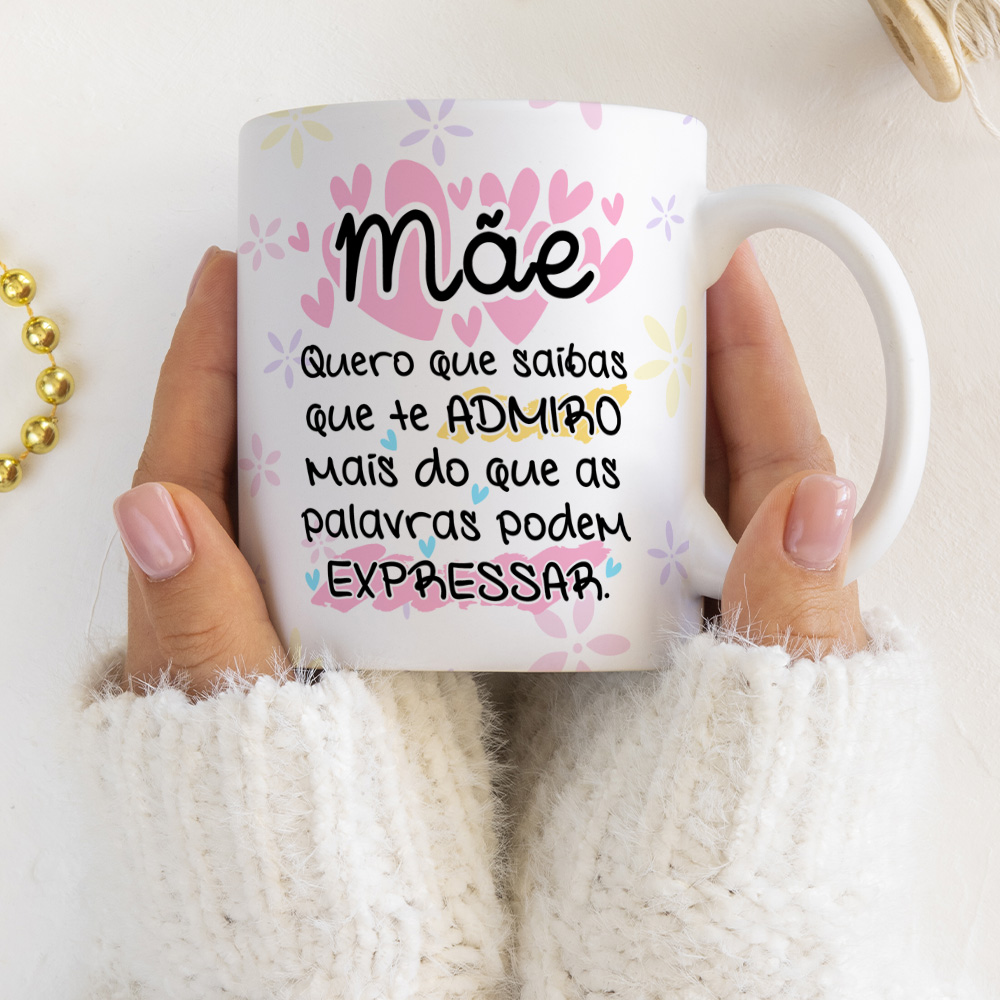 Mãe
Quero que saibas
que te ADMIRO
mais do que as
palavras podem
EXPRESSAR.